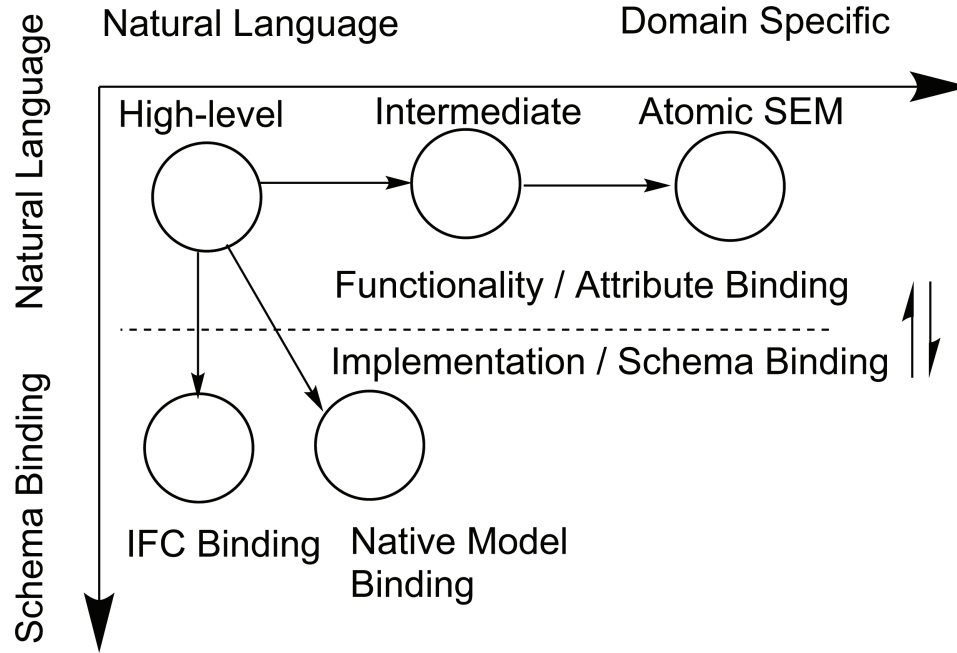 Natural Language
Domain Specific
Natural Language
High-level
Intermediate
Atomic SEM
Functionality / Attribute Binding
Implementation / Schema Binding
Schema Binding
IFC Binding
Native Model
Binding